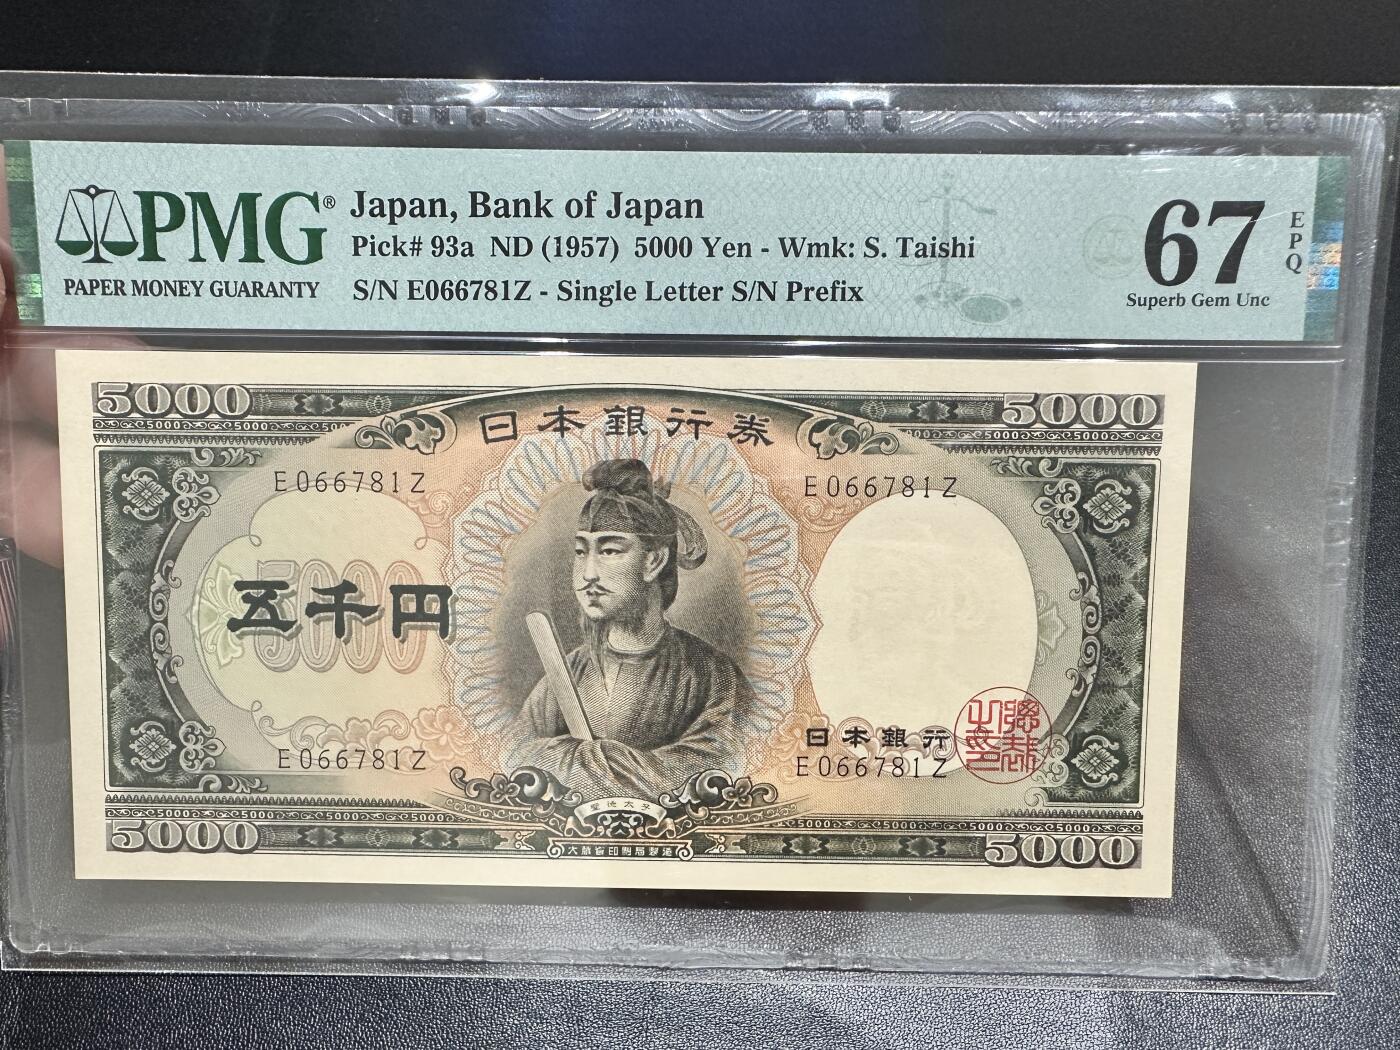 PMG®
PAPER MONEY GUARANTY
Japan, Bank of Japan
Pick# 93a ND (1957) 5000 Yen - Wmk: S. Taishi
S/N E066781Z - Single Letter S/N Prefix
67
EPQ
Superb Gem Unc
5000
5000
日本銀行券
E066781Z
E066781Z
5000
五千円
日本銀行
E066781Z
E066781Z
聖徳太子
5000
大蔵省印刷局製造
5000